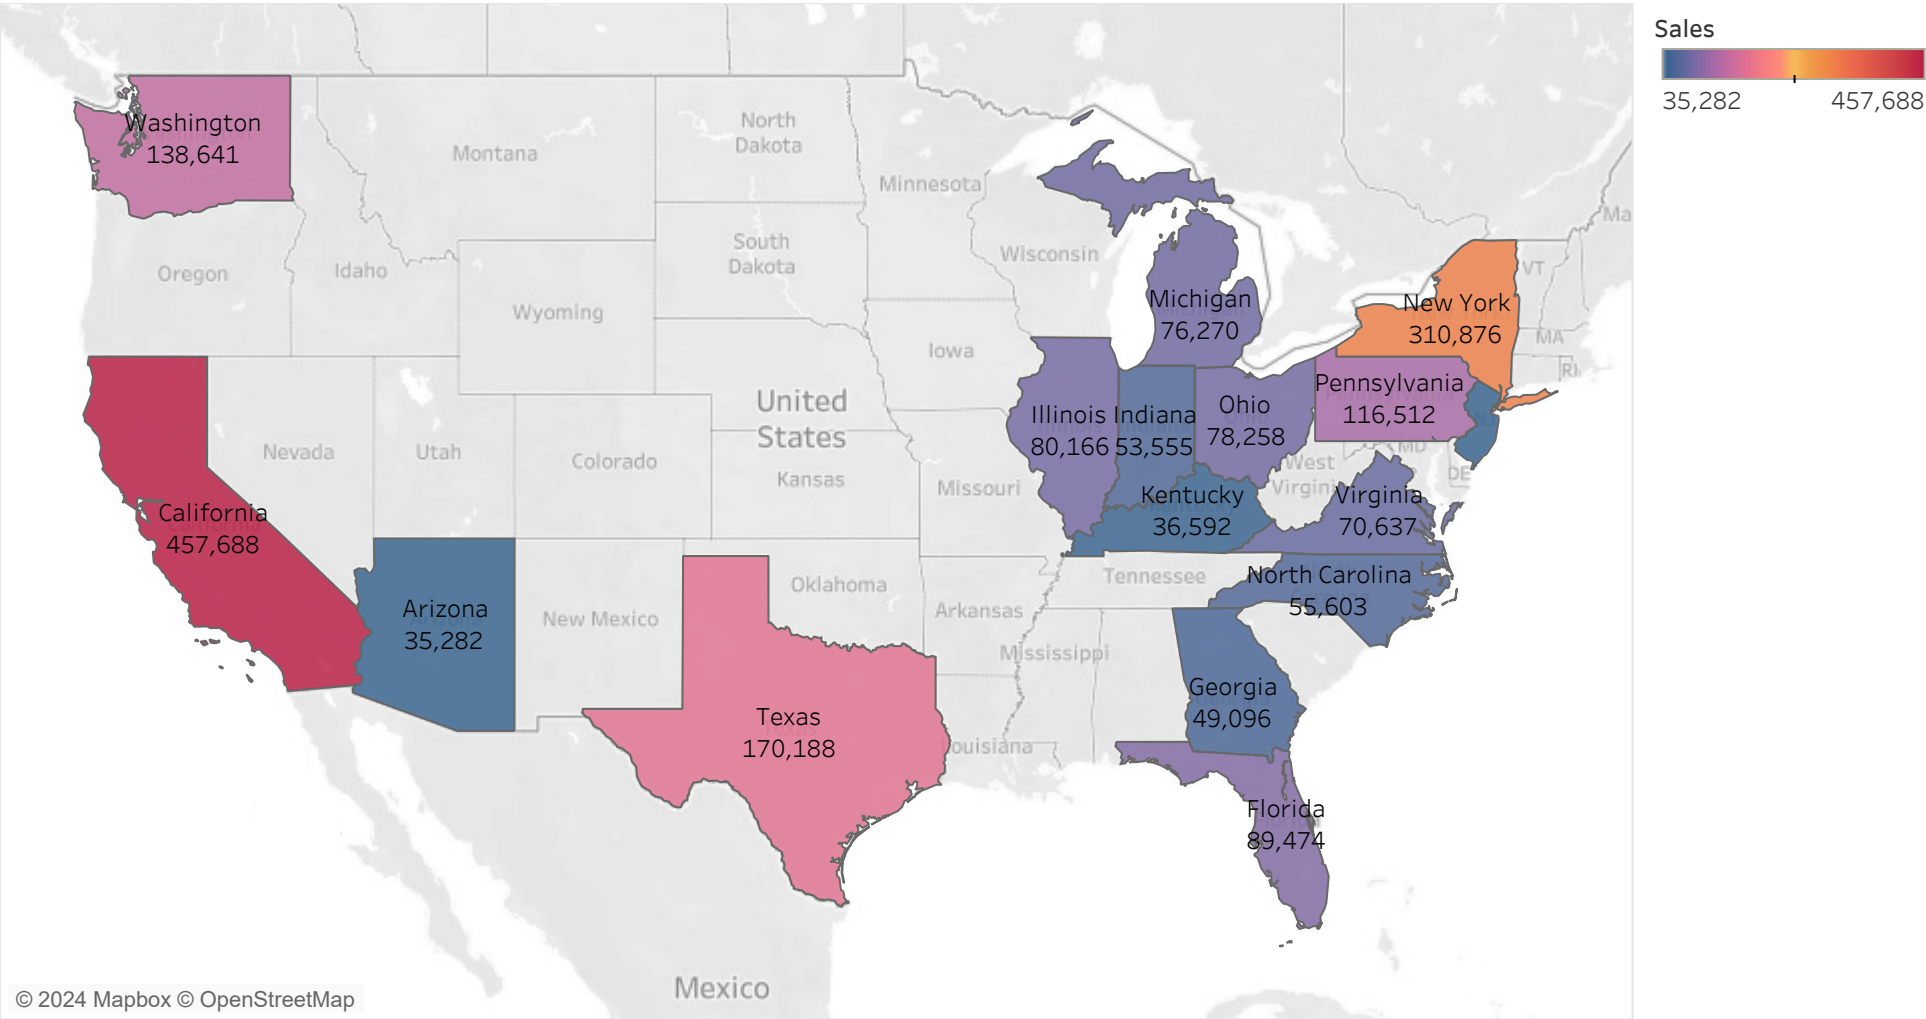 Sales
35,282
457,688
Washington
138,641
Montana
North
Dakota
Minnesota
Ma
Oregon
Idaho
South
Dakota
Wisconsin
VT
Wyoming
Michigan
76,270
New York
310,876
MA
Iowa
RI
United
States
Pennsylvania
116,512
Illinois
80,166
Indiana
53,555
Ohio
78,258
Nevada
Utah
Colorado
Kansas
Missouri
West
Virgini
MD
DE
California
457,688
Kentucky
36,592
Virginia
70,637
Arizona
35,282
New Mexico
Oklahoma
Arkansas
Tennessee
North Carolina
55,603
Mississippi
Texas
170,188
Louisiana
Georgia
49,096
Florida
89,474
Mexico
© 2024 Mapbox © OpenStreetMap